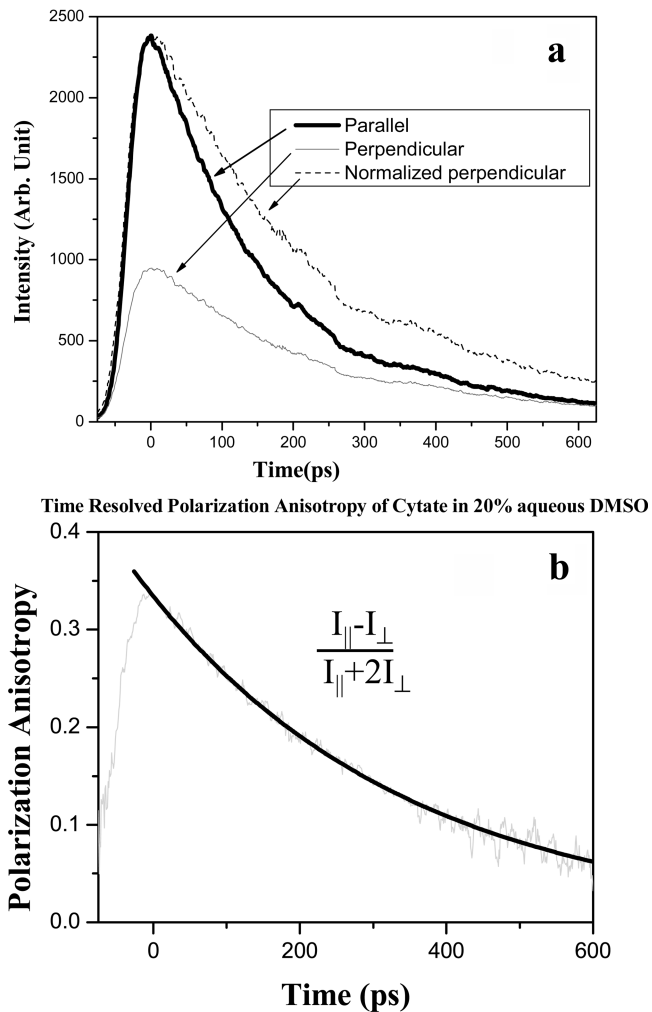 2500
a
2000
Parallel
Perpendicular
Normalized perpendicular
1500
1000
500
0
Intensity (Arb. Unit)
0 100 200 300 400 500 600
Time(ps)
Time Resolved Polarization Anisotropy of Cytate in 20% aqueous DMSO
0.4
b
I||-I⊥
I||+2I⊥
0.3
0.2
0.1
0.0
Polarization Anisotropy
0 200 400 600
Time (ps)